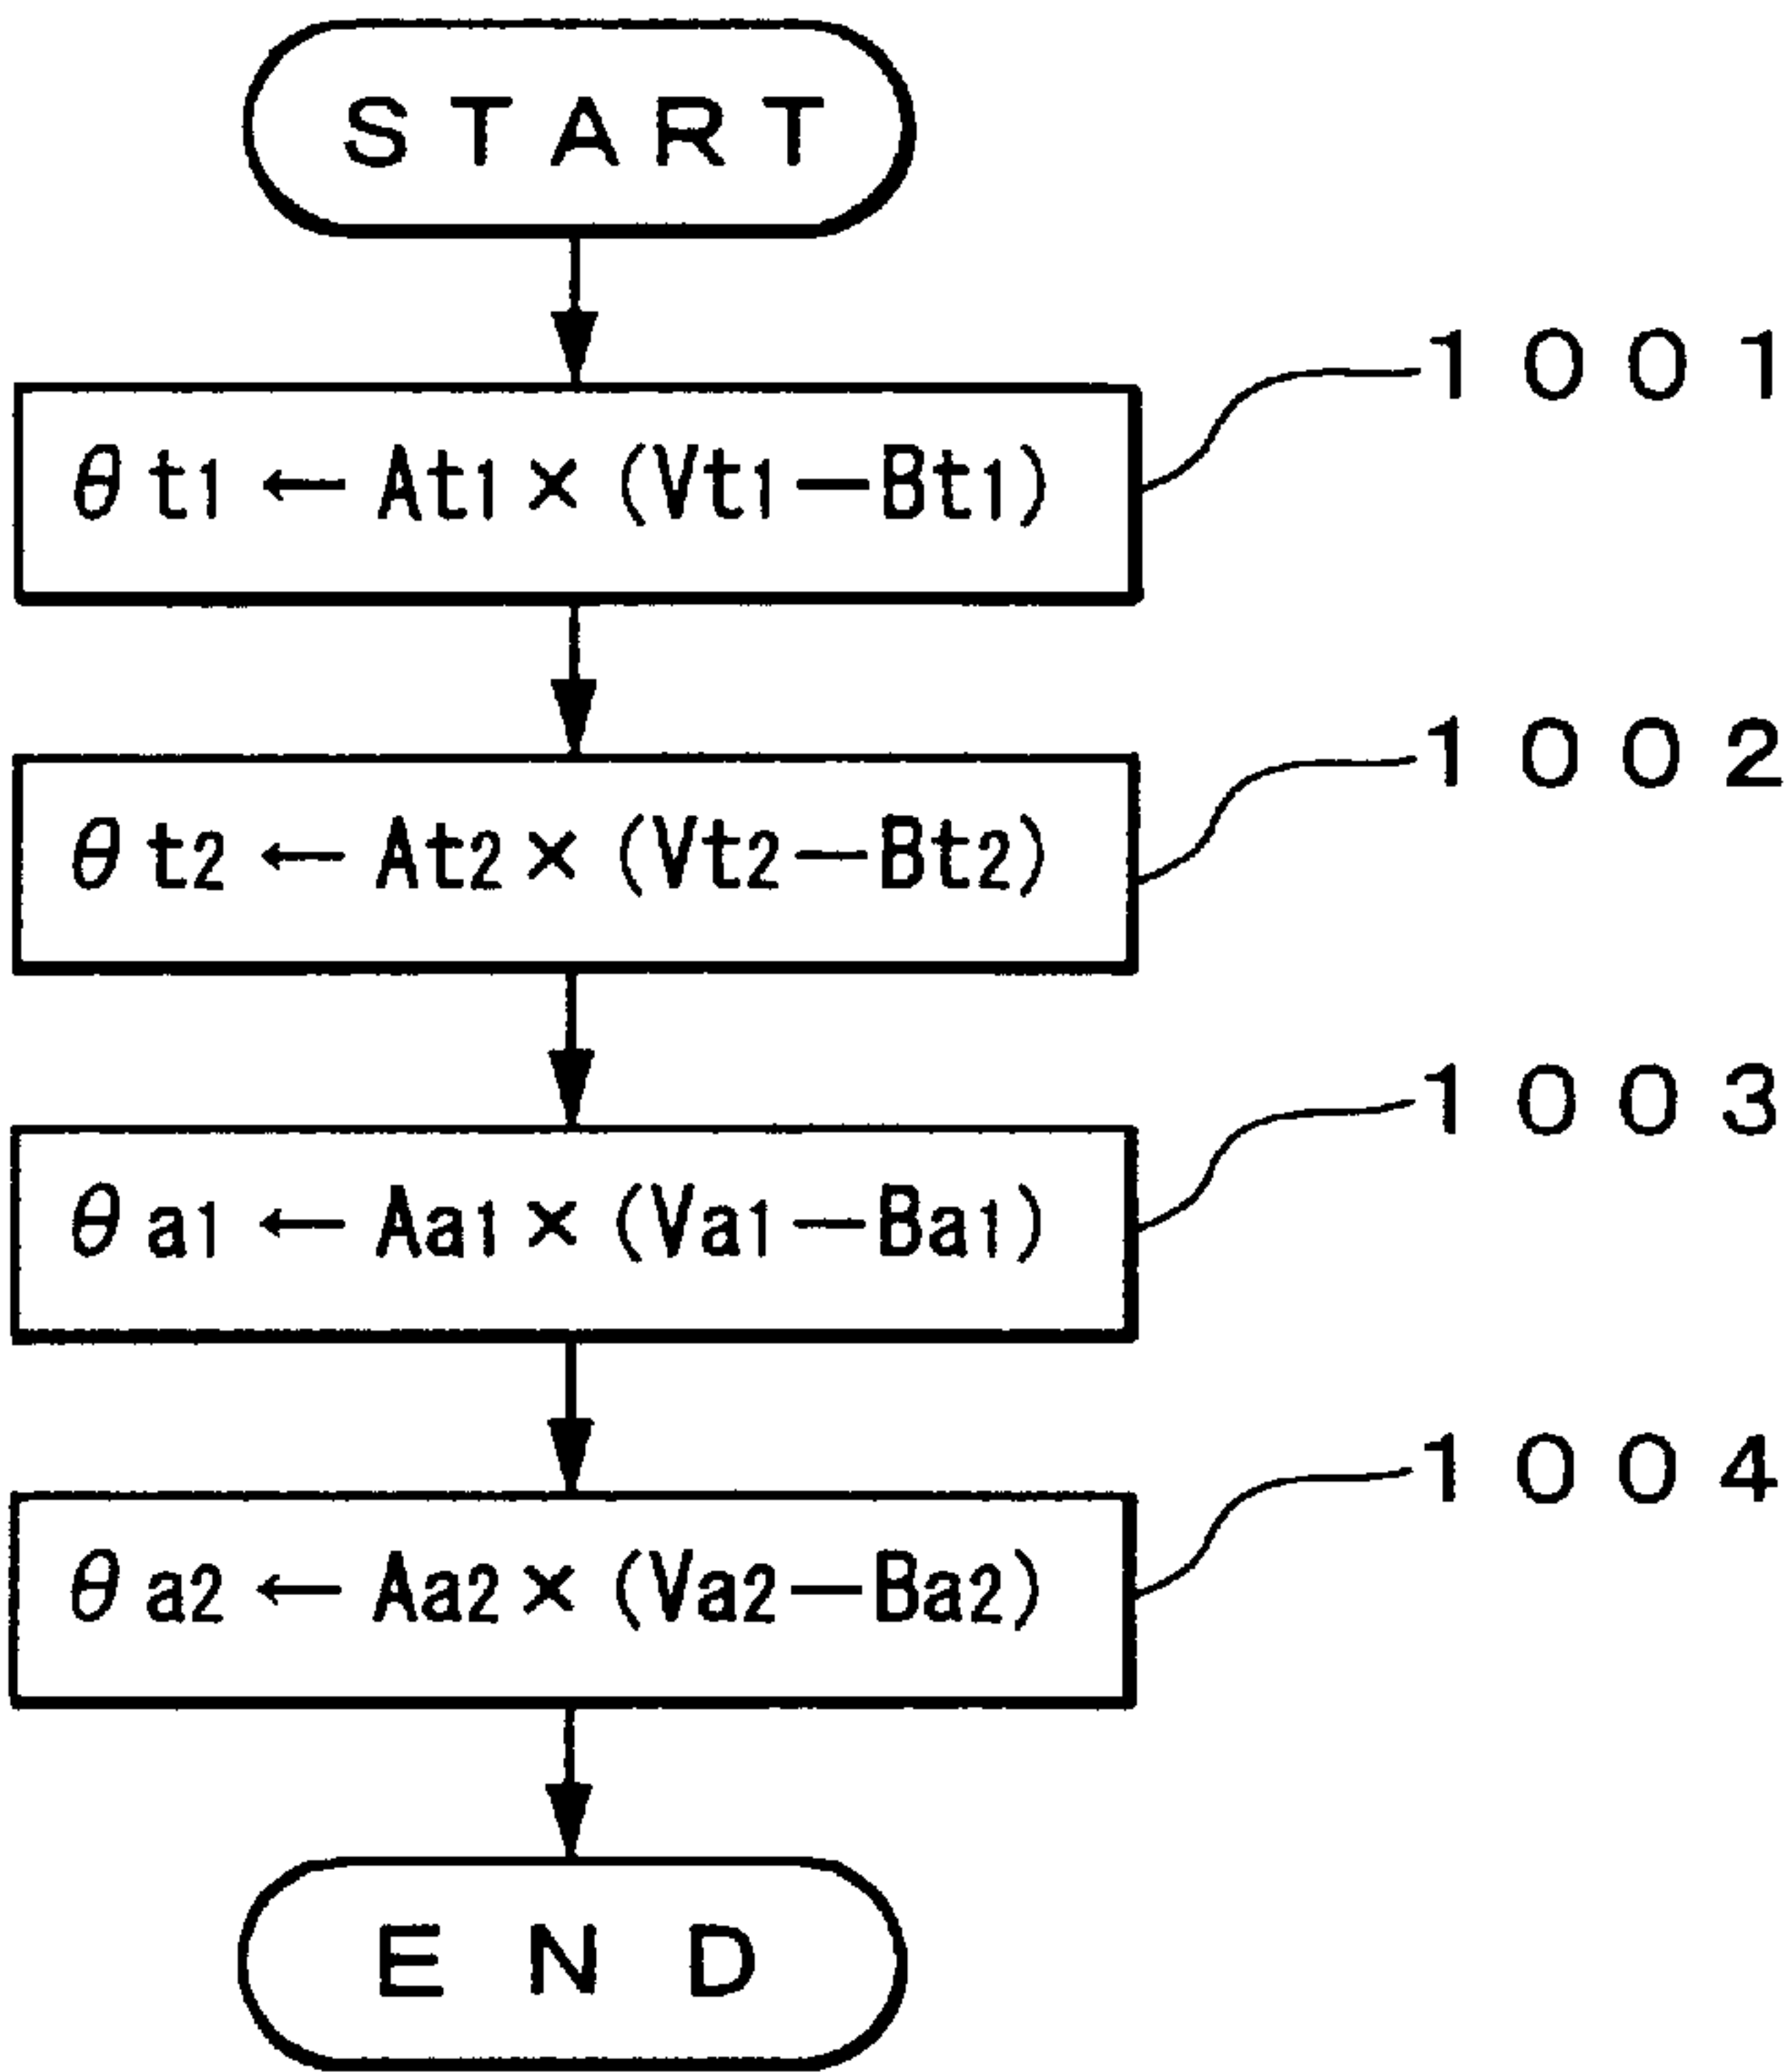 START
1001
θt1←At1×(Vt1−Bt1)
1002
θt2←At2×(Vt2−Bt2)
1003
θa1←Aa1×(Va1−Ba1)
1004
θa2←Aa2×(Va2−Ba2)
END